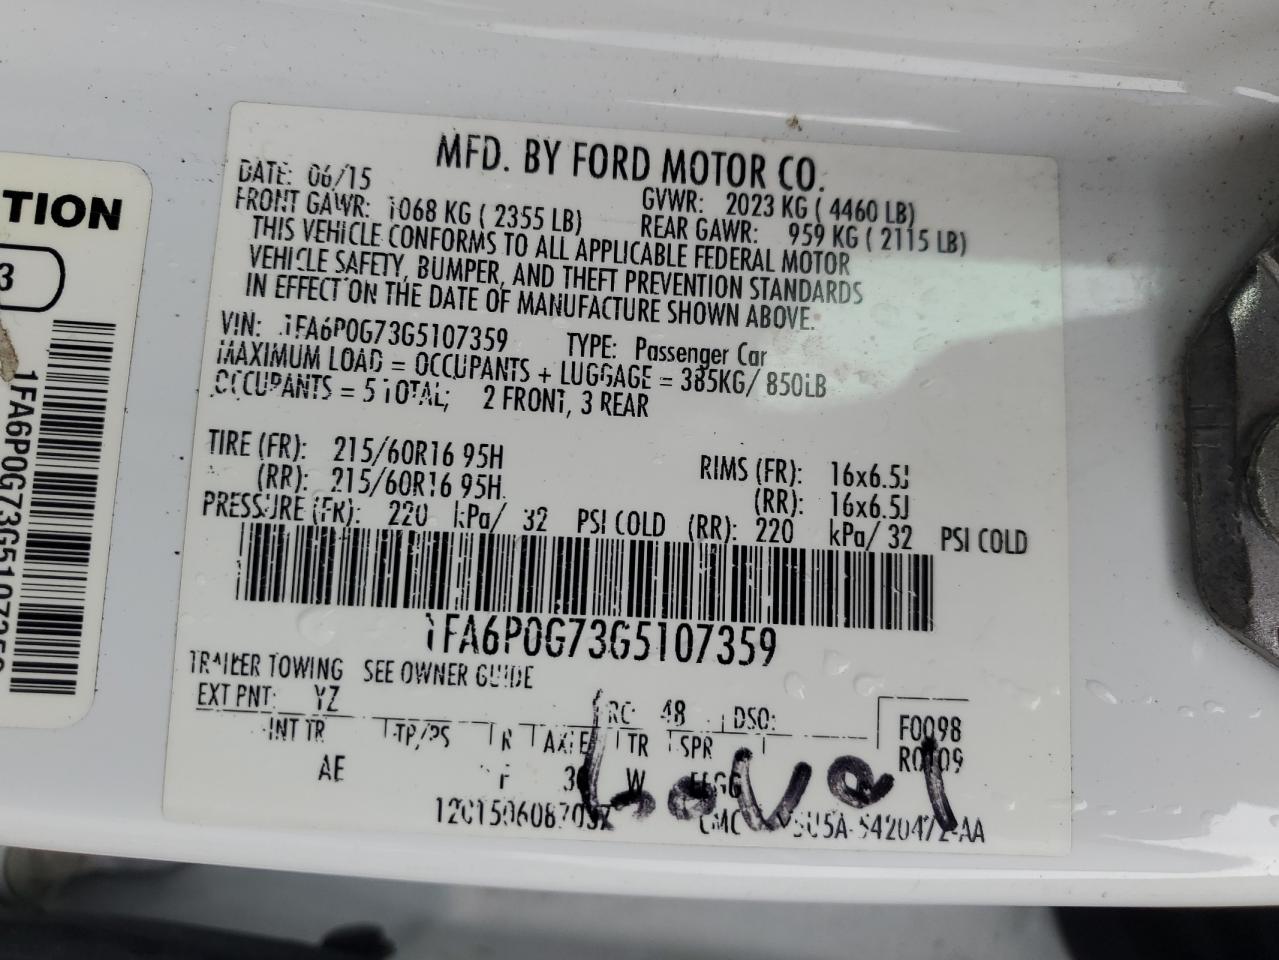 TION
3
1FA6P0G73G5107359
MFD. BY FORD MOTOR CO.
DATE: 06/15 GVWR: 2023 KG ( 4460 LB)
FRONT GAWR: 1068 KG ( 2355 LB) REAR GAWR: 959 KG ( 2115 LB)
THIS VEHICLE CONFORMS TO ALL APPLICABLE FEDERAL MOTOR
VEHICLE SAFETY, BUMPER, AND THEFT PREVENTION STANDARDS
IN EFFECT ON THE DATE OF MANUFACTURE SHOWN ABOVE.
VIN: 1FA6P0G73G5107359 TYPE: Passenger Car
MAXIMUM LOAD = OCCUPANTS + LUGGAGE = 385KG/ 850LB
OCCUPANTS = 5 TOTAL; 2 FRONT, 3 REAR
TIRE (FR): 215/60R16 95H RIMS (FR): 16x6.5J
(RR): 215/60R16 95H (RR): 16x6.5J
PRESSURE (FR): 220 kPa/ 32 PSI COLD (RR): 220 kPa/ 32 PSI COLD
1FA6P0G73G5107359
TRAILER TOWING SEE OWNER GUIDE
EXT PNT: YZ RC: 48 DSO: F0098
INT TR TP/PS R AXLE TR SPR R0109
AE F W